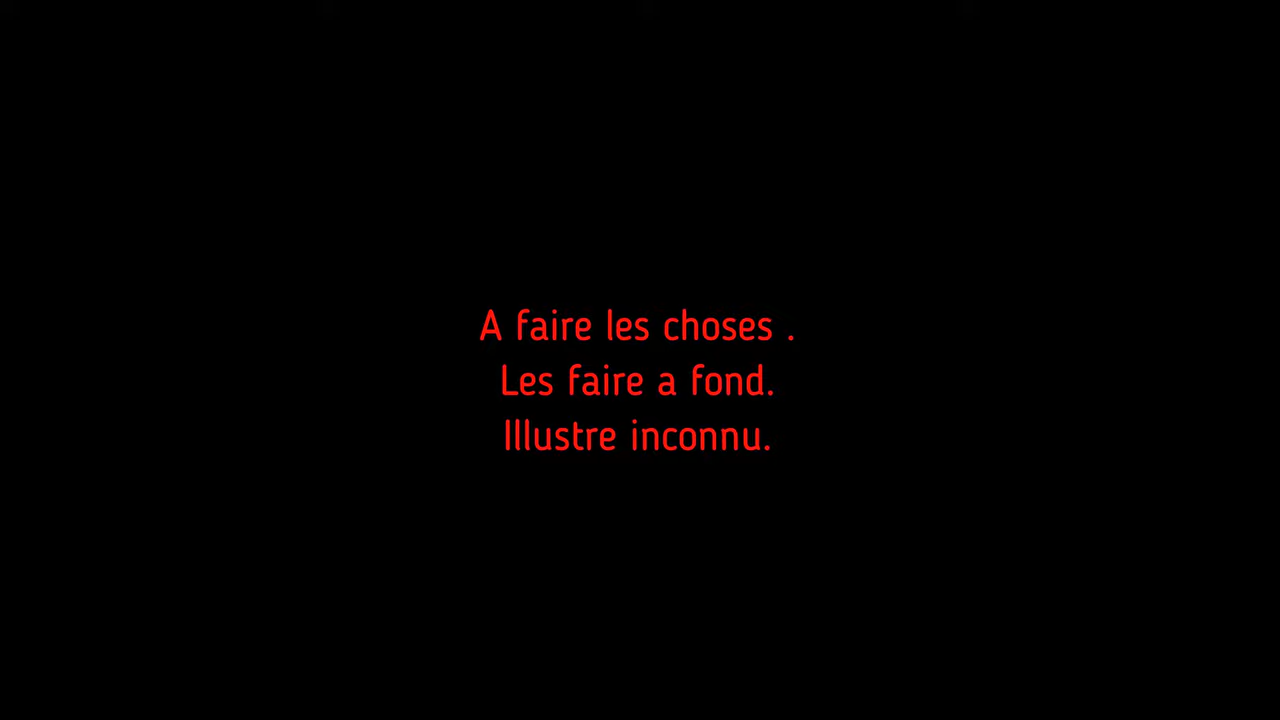 A faire les choses .
Les faire a fond.
Illustre inconnu.